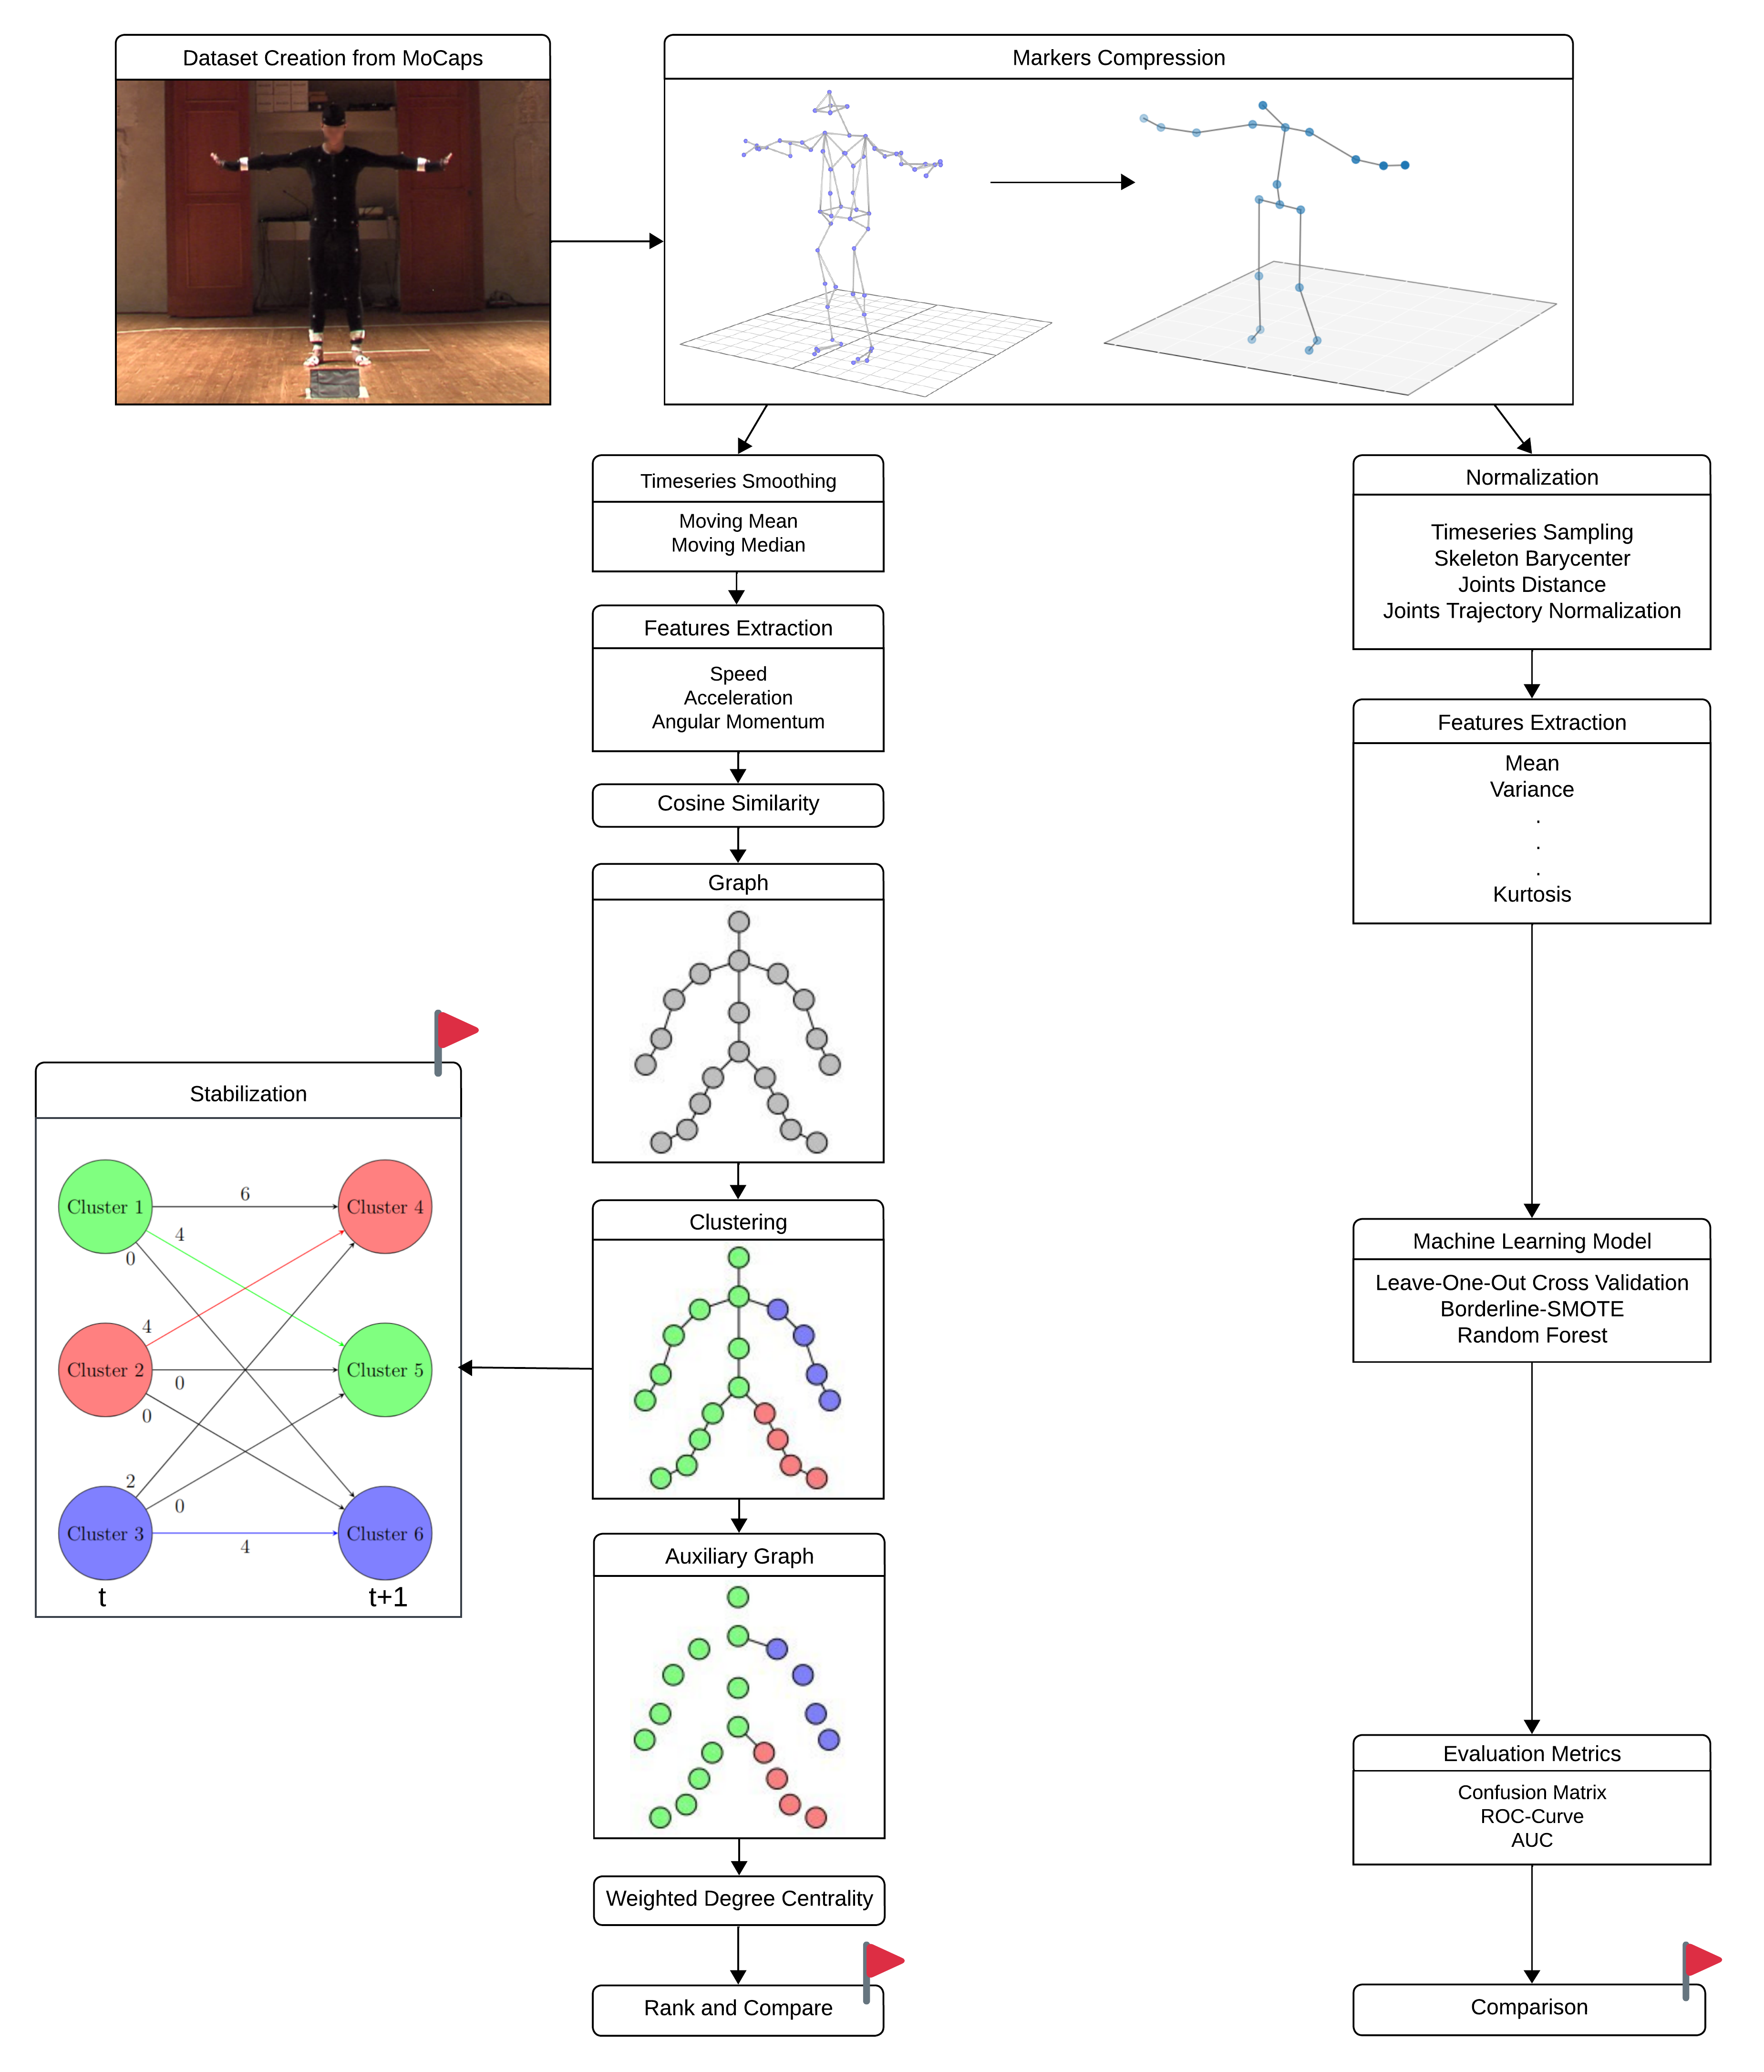 Dataset Creation from MoCaps
Markers Compression
Timeseries Smoothing
Moving Mean
Moving Median
Features Extraction
Speed
Acceleration
Angular Momentum
Cosine Similarity
Graph
Clustering
Stabilization
Cluster 1
6
Cluster 4
4
0
4
Cluster 2
Cluster 5
0
0
2
0
Cluster 3
Cluster 6
4
t
t+1
Auxiliary Graph
Weighted Degree Centrality
Rank and Compare
Normalization
Timeseries Sampling
Skeleton Barycenter
Joints Distance
Joints Trajectory Normalization
Features Extraction
Mean
Variance
.
.
.
Kurtosis
Machine Learning Model
Leave-One-Out Cross Validation
Borderline-SMOTE
Random Forest
Evaluation Metrics
Confusion Matrix
ROC-Curve
AUC
Comparison